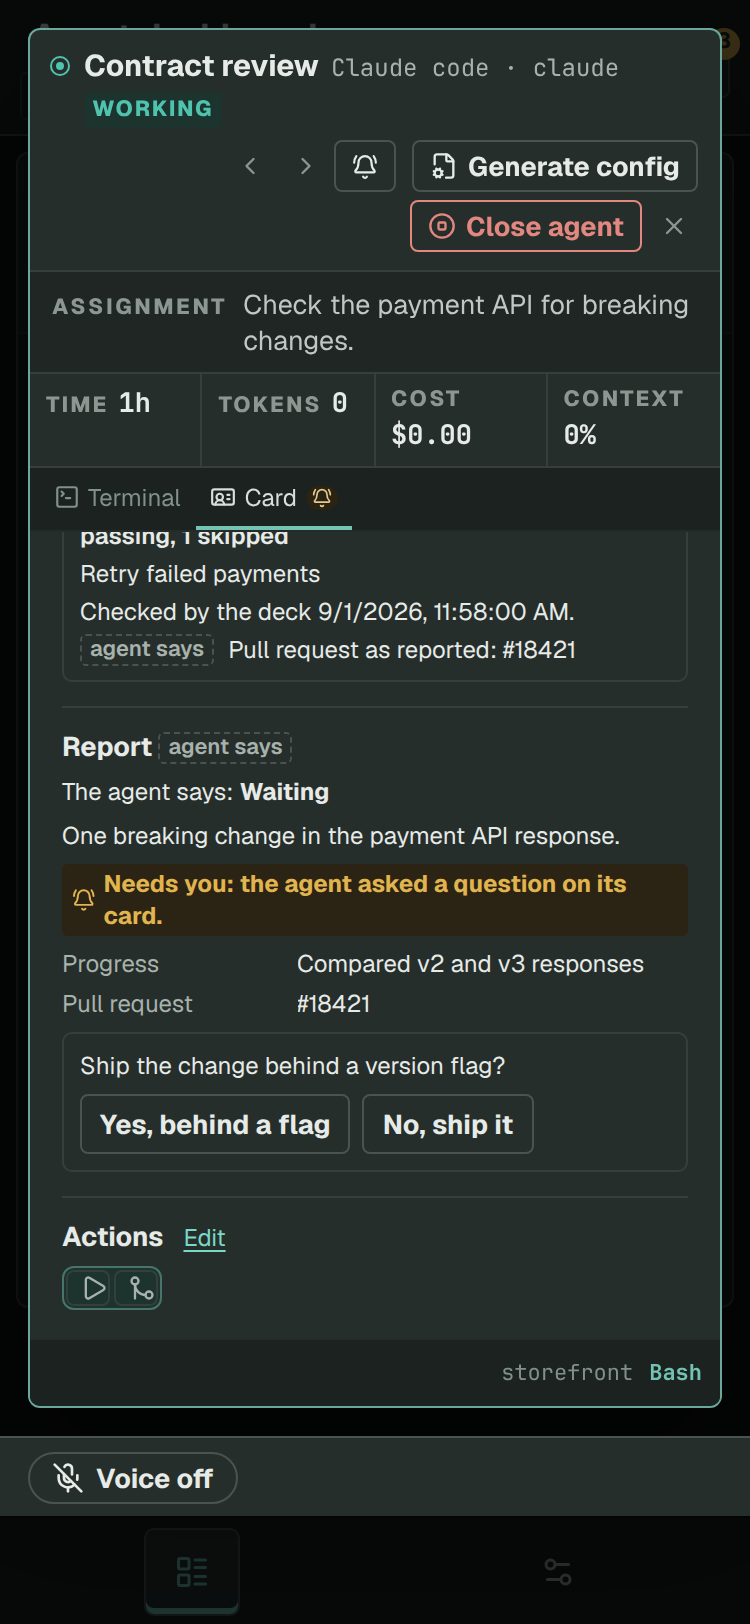 Contract review Claude code · claude
WORKING
Generate config
Close agent
ASSIGNMENT Check the payment API for breaking
changes.
TIME 1h
TOKENS 0
COST
$0.00
CONTEXT
0%
Terminal
Card
passing, 1 skipped
Retry failed payments
Checked by the deck 9/1/2026, 11:58:00 AM.
agent says Pull request as reported: #18421
Report agent says
The agent says: Waiting
One breaking change in the payment API response.
Needs you: the agent asked a question on its
card.
Progress Compared v2 and v3 responses
Pull request #18421
Ship the change behind a version flag?
Yes, behind a flag
No, ship it
Actions Edit
storefront Bash
Voice off